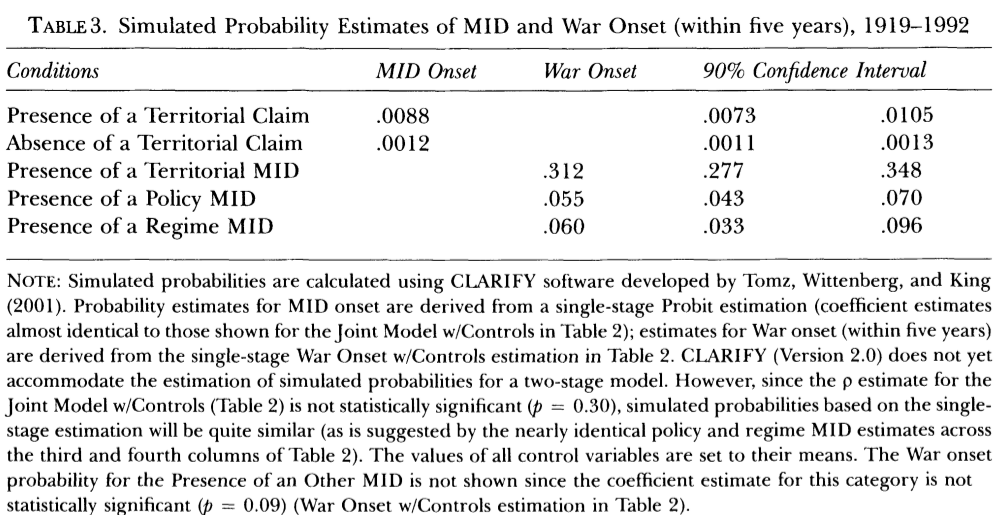 TABLE 3. Simulated Probability Estimates of MID and War Onset (within five years), 1919–1992
Conditions MID Onset War Onset 90% Confidence Interval
Presence of a Territorial Claim .0088 .0073 .0105
Absence of a Territorial Claim .0012 .0011 .0013
Presence of a Territorial MID .312 .277 .348
Presence of a Policy MID .055 .043 .070
Presence of a Regime MID .060 .033 .096
NOTE: Simulated probabilities are calculated using CLARIFY software developed by Tomz, Wittenberg, and King
(2001). Probability estimates for MID onset are derived from a single-stage Probit estimation (coefficient estimates
almost identical to those shown for the Joint Model w/Controls in Table 2); estimates for War onset (within five years)
are derived from the single-stage War Onset w/Controls estimation in Table 2. CLARIFY (Version 2.0) does not yet
accommodate the estimation of simulated probabilities for a two-stage model. However, since the ρ estimate for the
Joint Model w/Controls (Table 2) is not statistically significant (p = 0.30), simulated probabilities based on the single-
stage estimation will be quite similar (as is suggested by the nearly identical policy and regime MID estimates across
the third and fourth columns of Table 2). The values of all control variables are set to their means. The War onset
probability for the Presence of an Other MID is not shown since the coefficient estimate for this category is not
statistically significant (p = 0.09) (War Onset w/Controls estimation in Table 2).